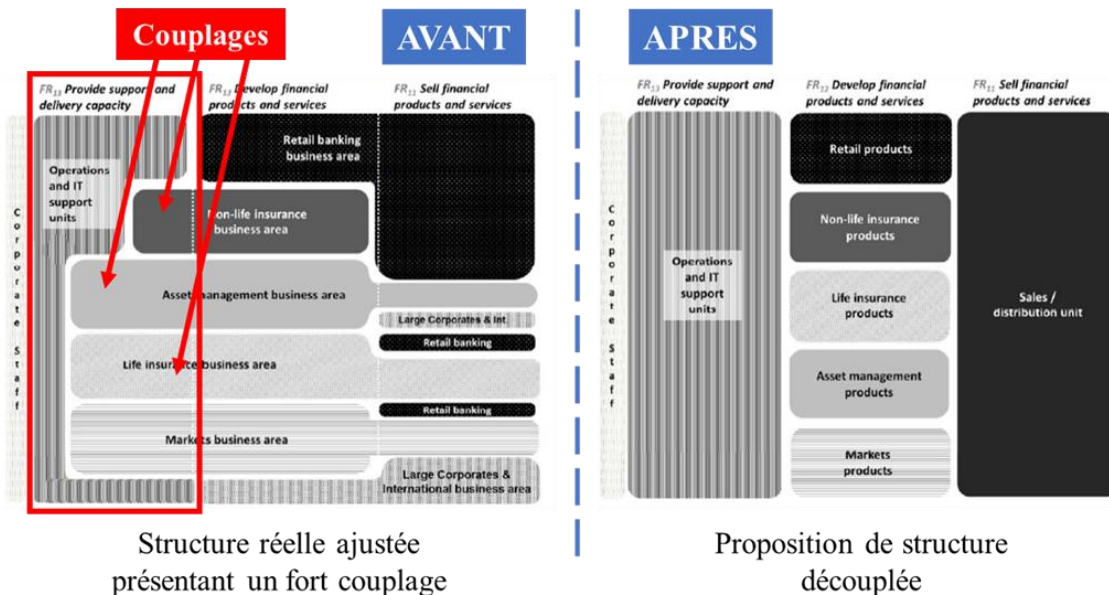 Couplages
AVANT
APRES
FR₁₃ Provide support and
delivery capacity
FR₁₂ Develop financial
products and services
FR₁₁ Sell financial
products and services
Corporate Staff
Operations
and IT
support
units
Retail banking
business area
Non-life insurance
business area
Asset management business area
Large Corporates & Int.
Retail banking
Life insurance business area
Retail banking
Markets business area
Large Corporates &
International business area
Structure réelle ajustée
présentant un fort couplage
FR₁₃ Provide support and
delivery capacity
FR₁₂ Develop financial
products and services
FR₁₁ Sell financial
products and services
Corporate Staff
Operations
and IT
support
units
Retail products
Non-life insurance
products
Life insurance
products
Asset management
products
Markets
products
Sales /
distribution unit
Proposition de structure
découplée